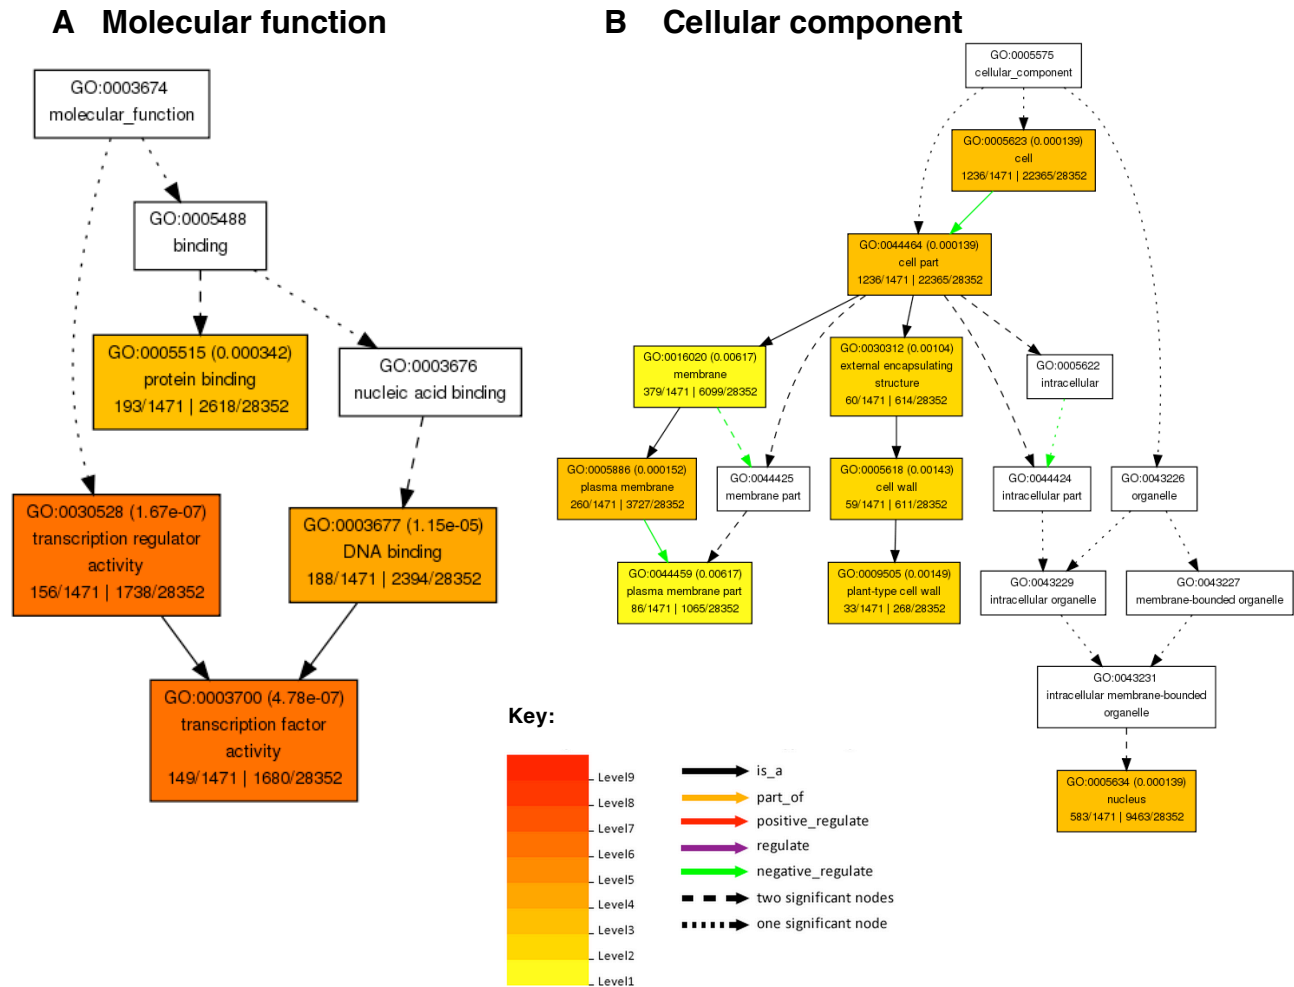 A Molecular function
GO:0003674
molecular_function
GO:0005488
binding
GO:0005515 (0.000342)
protein binding
193/1471 | 2618/28352
GO:0003676
nucleic acid binding
GO:0030528 (1.67e-07)
transcription regulator
activity
156/1471 | 1738/28352
GO:0003677 (1.15e-05)
DNA binding
188/1471 | 2394/28352
GO:0003700 (4.78e-07)
transcription factor
activity
149/1471 | 1680/28352
B Cellular component
GO:0005575
cellular_component
GO:0005623 (0.000139)
cell
1236/1471 | 22365/28352
GO:0044464 (0.000139)
cell part
1236/1471 | 22365/28352
GO:0016020 (0.00617)
membrane
379/1471 | 6099/28352
GO:0030312 (0.00104)
external encapsulating
structure
60/1471 | 614/28352
GO:0005622
intracellular
GO:0005886 (0.000152)
plasma membrane
260/1471 | 3727/28352
GO:0044425
membrane part
GO:0005618 (0.00143)
cell wall
59/1471 | 611/28352
GO:0044424
intracellular part
GO:0043226
organelle
GO:0044459 (0.00617)
plasma membrane part
86/1471 | 1065/28352
GO:0009505 (0.00149)
plant-type cell wall
33/1471 | 268/28352
GO:0043229
intracellular organelle
GO:0043227
membrane-bounded organelle
GO:0043231
intracellular membrane-bounded
organelle
GO:0005634 (0.000139)
nucleus
583/1471 | 9463/28352
Key:
Level9
Level8
Level7
Level6
Level5
Level4
Level3
Level2
Level1
is_a
part_of
positive_regulate
regulate
negative_regulate
two significant nodes
one significant node